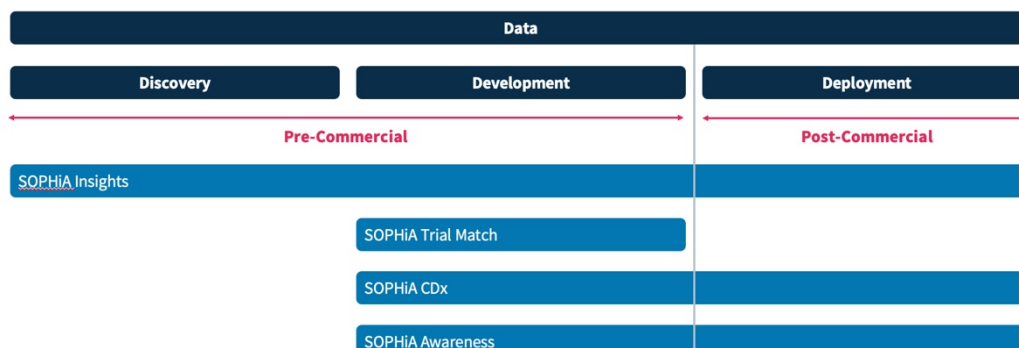 Data
Discovery Development Deployment
Pre-Commercial Post-Commercial
SOPHiA Insights
SOPHiA Trial Match
SOPHiA CDx
SOPHiA Awareness